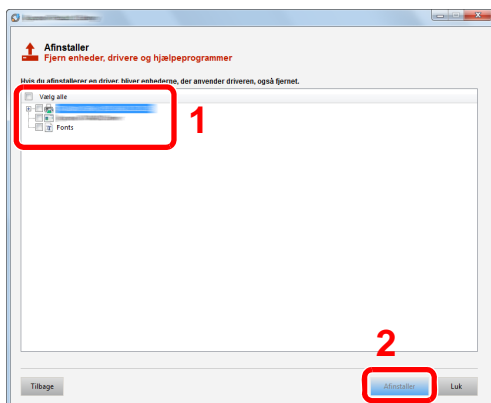 Afinstaller
Fjern enheder, drivere og hjælpeprogrammer
Hvis du afinstallerer en driver, bliver enhederne, der anvender driveren, også fjernet.
Vælg alle
Fonts
1
2
Tilbage
Afinstaller
Luk